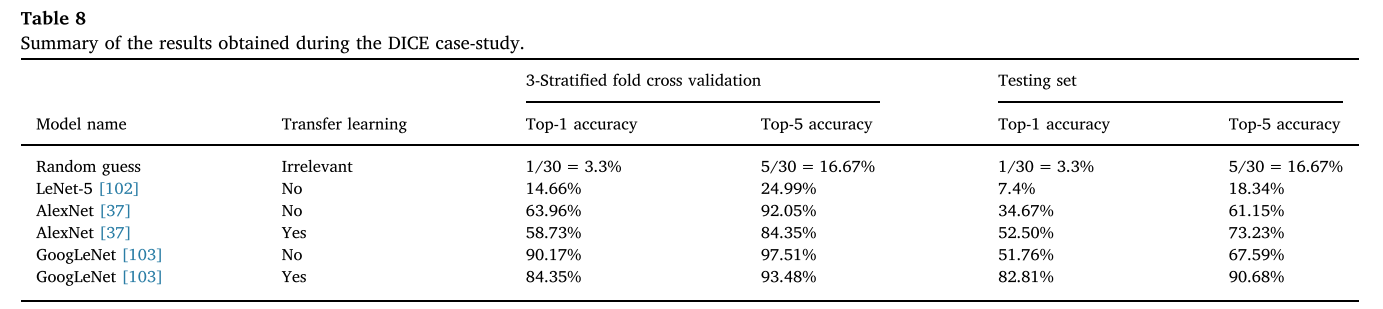 Table 8
Summary of the results obtained during the DICE case-study.
3-Stratified fold cross validation Testing set
Model name Transfer learning Top-1 accuracy Top-5 accuracy Top-1 accuracy Top-5 accuracy
Random guess Irrelevant 1/30 = 3.3% 5/30 = 16.67% 1/30 = 3.3% 5/30 = 16.67%
LeNet-5 [102] No 14.66% 24.99% 7.4% 18.34%
AlexNet [37] No 63.96% 92.05% 34.67% 61.15%
AlexNet [37] Yes 58.73% 84.35% 52.50% 73.23%
GoogLeNet [103] No 90.17% 97.51% 51.76% 67.59%
GoogLeNet [103] Yes 84.35% 93.48% 82.81% 90.68%